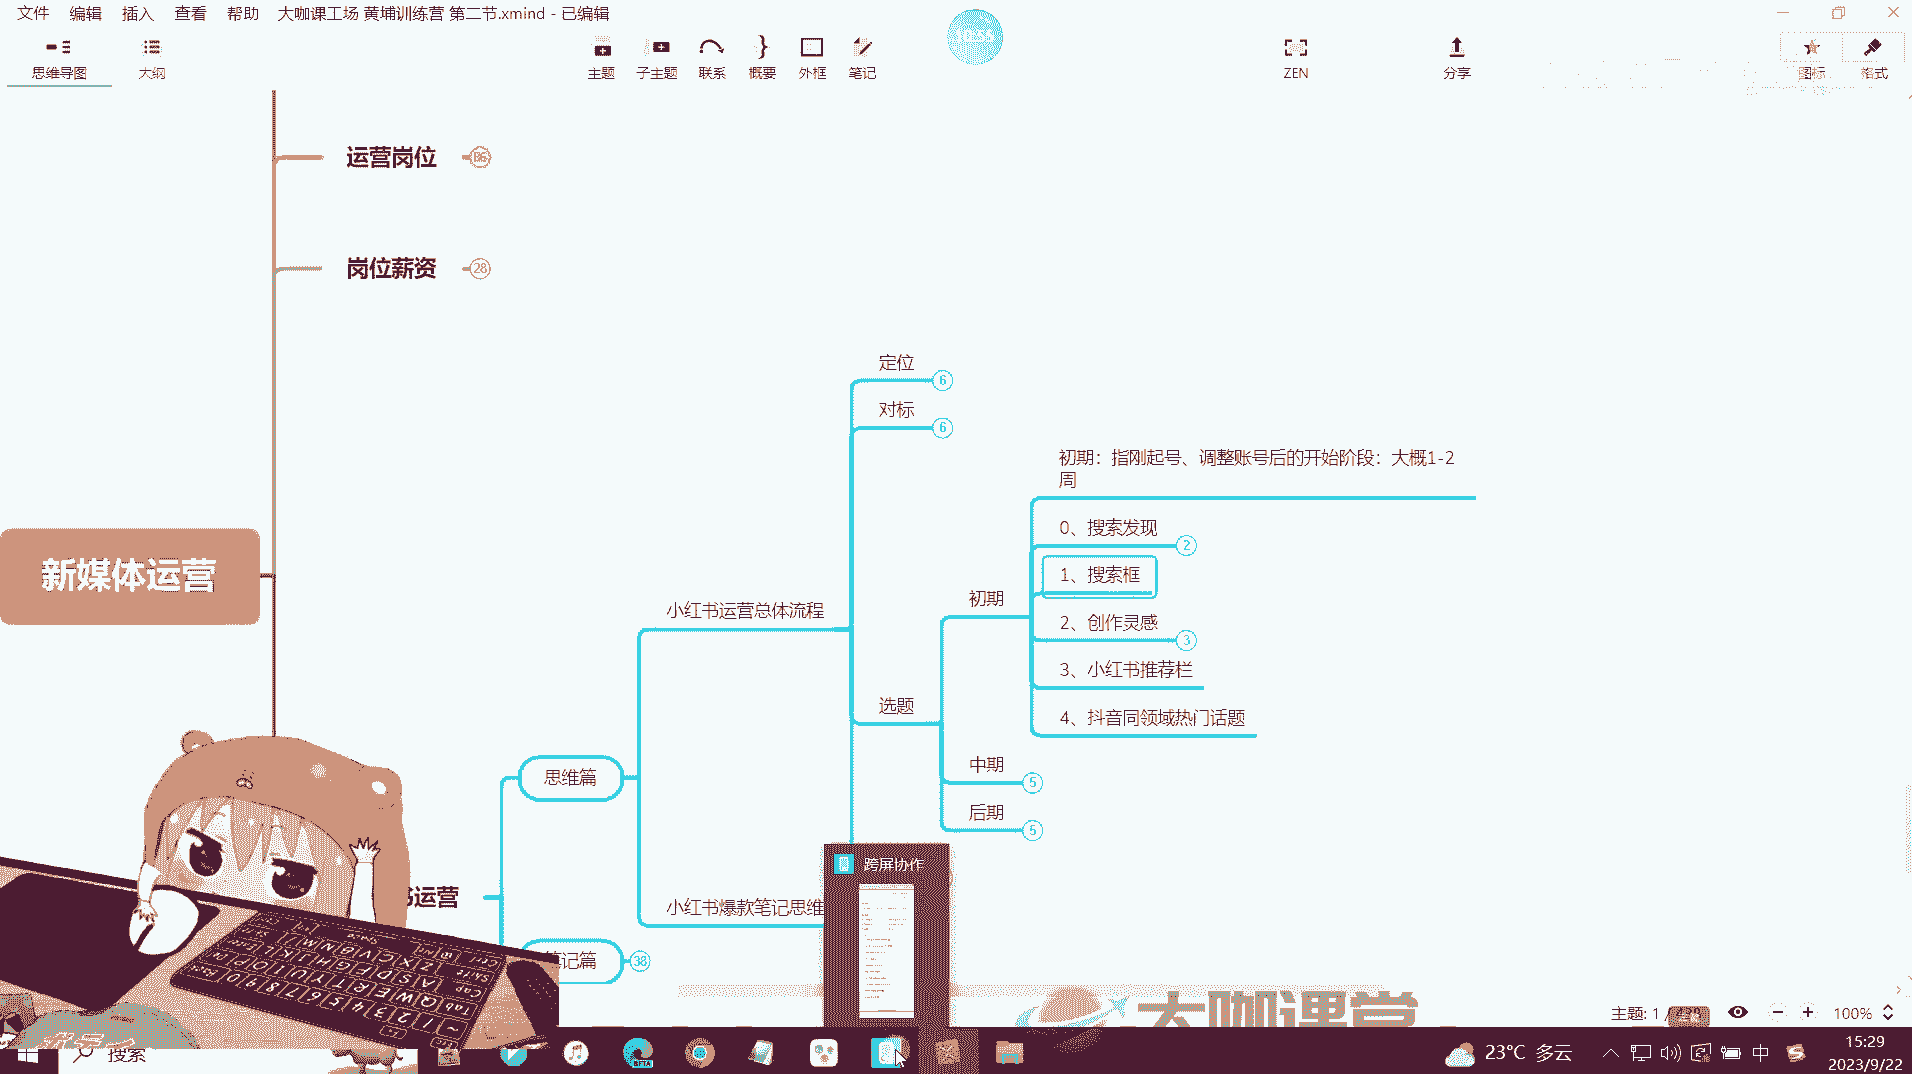 文件 编辑 插入 查看 帮助 大咖课工场 黄埔训练营 第二节.xmind - 已编辑
思维导图 大纲 主题 子主题 联系 概要 外框 笔记 ZEN 分享 图标 格式
运营岗位 86
岗位薪资 28
定位 6
对标 6
初期：指刚起号、调整账号后的开始阶段：大概1-2
周
0、搜索发现 2
1、搜索框
2、创作灵感 3
3、小红书推荐栏
4、抖音同领域热门话题
初期
新媒体运营
小红书运营总体流程
选题
中期 5
后期 5
思维篇
跨屏协作
书运营
小红书爆款笔记思维
笔记篇 38
大咖课堂
主题: 1 /
100%
搜索
BETA
23°C 多云
中
15:29
2023/9/22